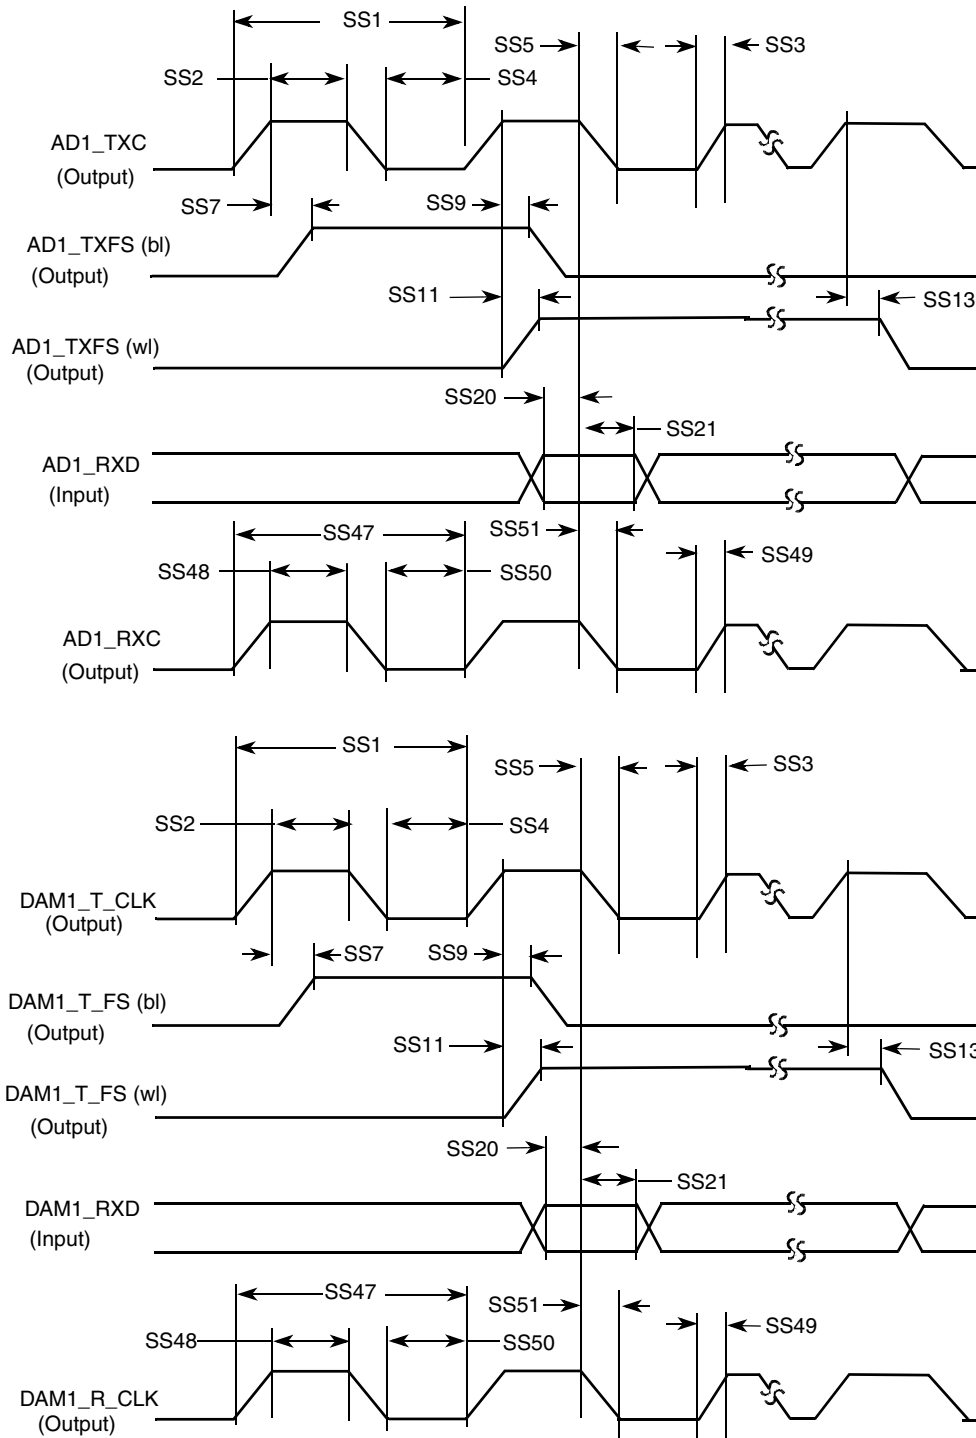 SS1
SS5
SS3
SS2
SS4
AD1_TXC
(Output)
SS7
SS9
AD1_TXFS (bl)
(Output)
SS11
SS13
AD1_TXFS (wl)
(Output)
SS20
SS21
AD1_RXD
(Input)
SS47
SS51
SS49
SS48
SS50
AD1_RXC
(Output)
SS1
SS5
SS3
SS2
SS4
DAM1_T_CLK
(Output)
SS7
SS9
DAM1_T_FS (bl)
(Output)
SS11
SS13
DAM1_T_FS (wl)
(Output)
SS20
SS21
DAM1_RXD
(Input)
SS47
SS51
SS49
SS48
SS50
DAM1_R_CLK
(Output)